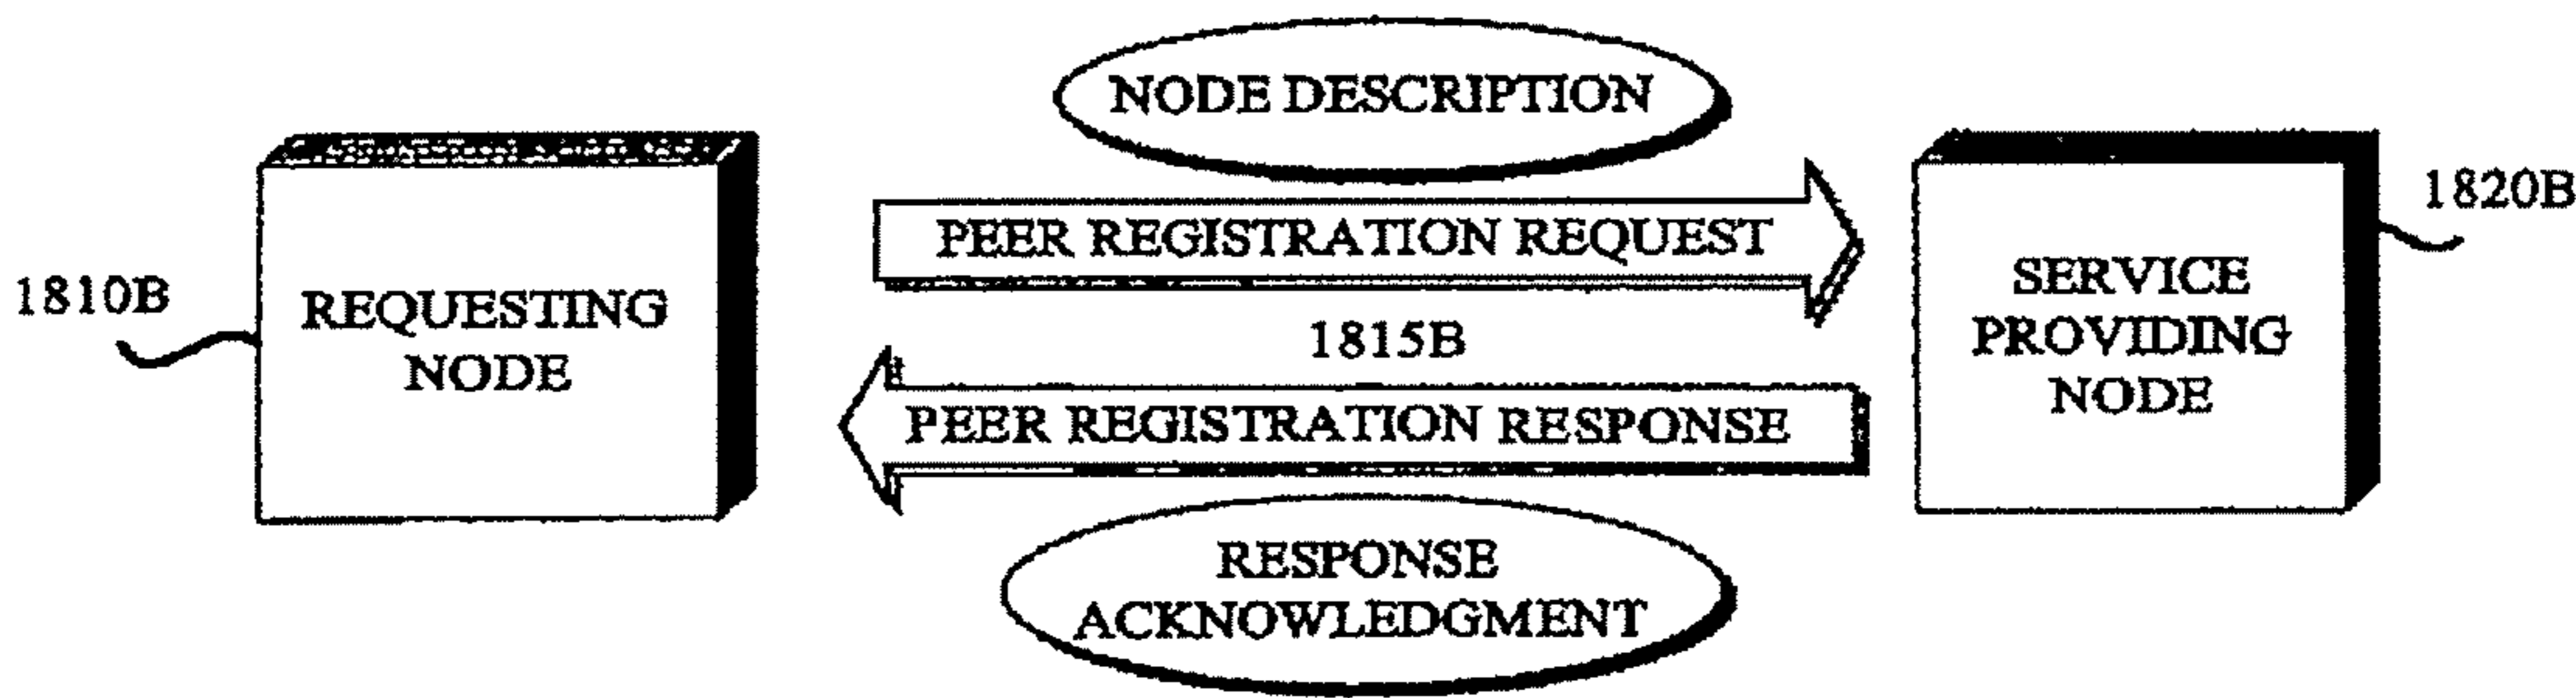 NODE DESCRIPTION
PEER REGISTRATION REQUEST
1810B
REQUESTING
NODE
1815B
1820B
SERVICE
PROVIDING
NODE
PEER REGISTRATION RESPONSE
RESPONSE
ACKNOWLEDGMENT